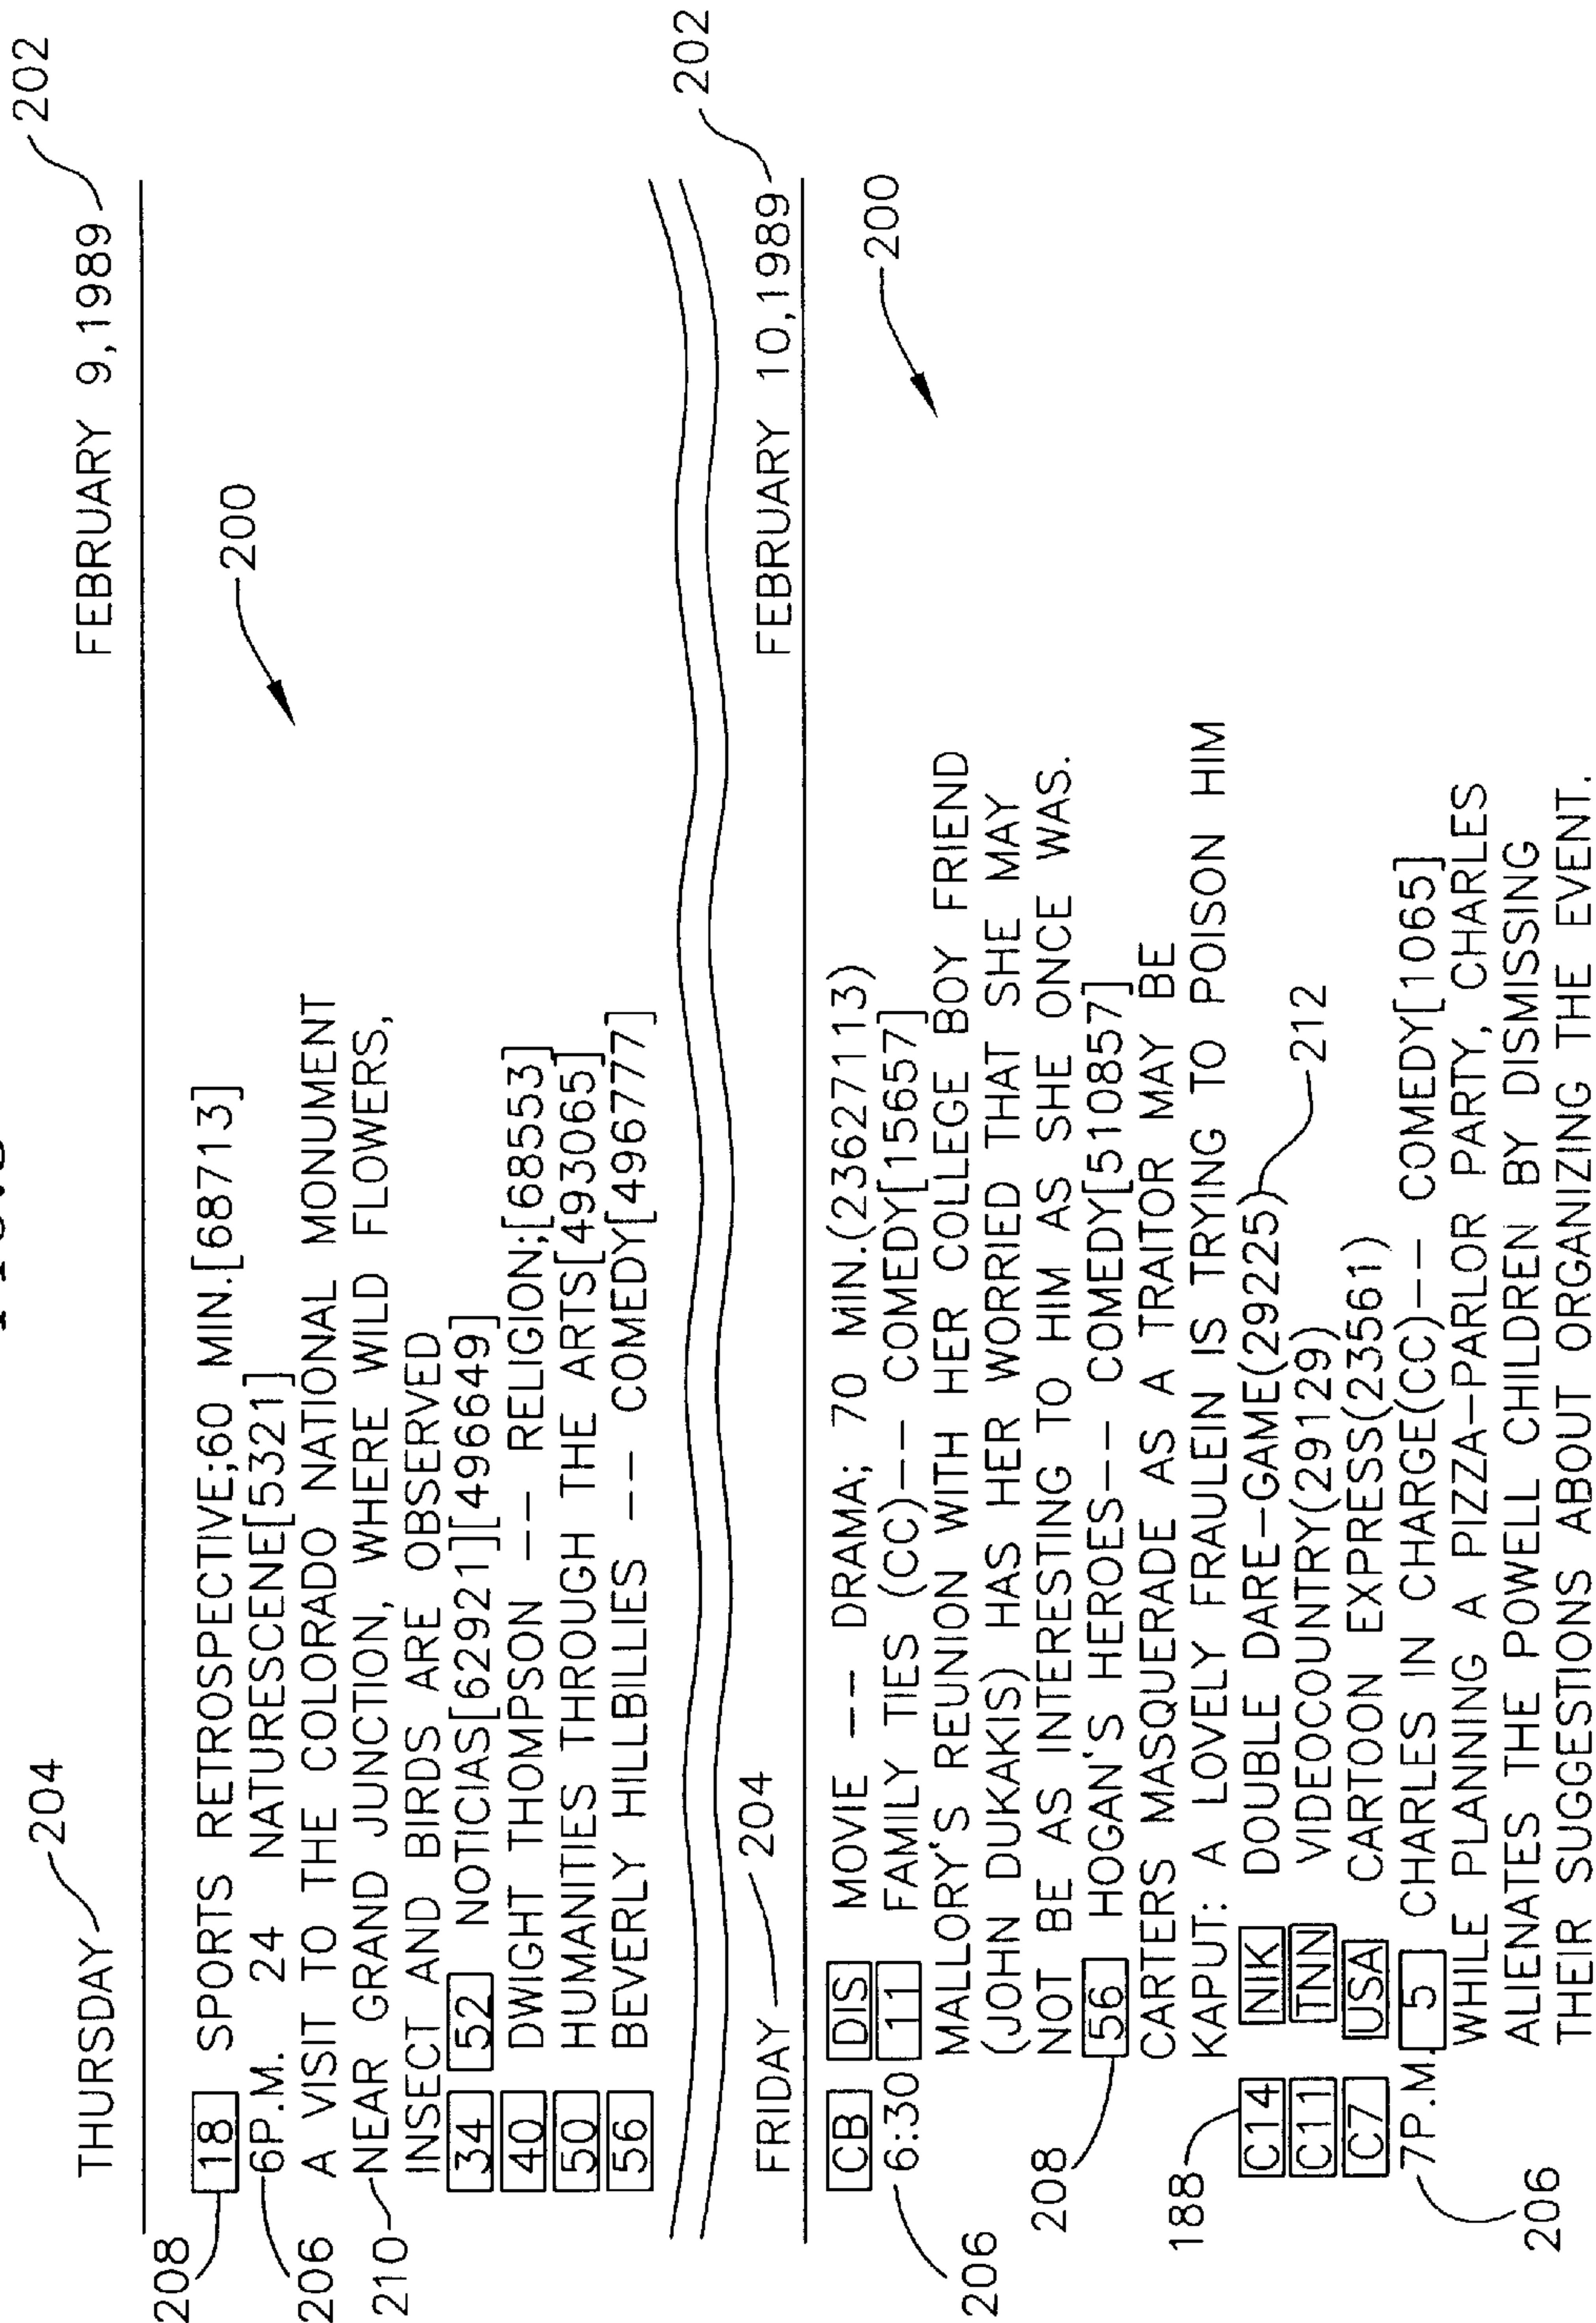 THURSDAY 204 FEBRUARY 9,1989 202
208 18 SPORTS RETROSPECTIVE;60 MIN.[68713]
206 6P.M. 24 NATURESCENE[5321] 200
A VISIT TO THE COLORADO NATIONAL MONUMENT
210 NEAR GRAND JUNCTION, WHERE WILD FLOWERS,
INSECT AND BIRDS ARE OBSERVED
34 52 NOTICIAS[62921][496649]
40 DWIGHT THOMPSON -- RELIGION;[68553]
50 HUMANITIES THROUGH THE ARTS[493065]
56 BEVERLY HILLBILLIES -- COMEDY[496777]
FRIDAY 204 FEBRUARY 10,1989 202
CB DIS MOVIE -- DRAMA; 70 MIN.(23627113)
206 6:30 11 FAMILY TIES (CC)-- COMEDY[15657] 200
MALLORY'S REUNION WITH HER COLLEGE BOY FRIEND
(JOHN DUKAKIS) HAS HER WORRIED THAT SHE MAY
NOT BE AS INTERESTING TO HIM AS SHE ONCE WAS.
208 56 HOGAN'S HEROES-- COMEDY[510857]
CARTERS MASQUERADE AS A TRAITOR MAY BE
KAPUT: A LOVELY FRAULEIN IS TRYING TO POISON HIM
188 C14 NIK DOUBLE DARE-GAME(29225) 212
C11 TNN VIDEOCOUNTRY(29129)
C7 USA CARTOON EXPRESS(23561)
206 7P.M. 5 CHARLES IN CHARGE(CC)-- COMEDY[1065]
WHILE PLANNING A PIZZA-PARLOR PARTY, CHARLES
ALIENATES THE POWELL CHILDREN BY DISMISSING
THEIR SUGGESTIONS ABOUT ORGANIZING THE EVENT.